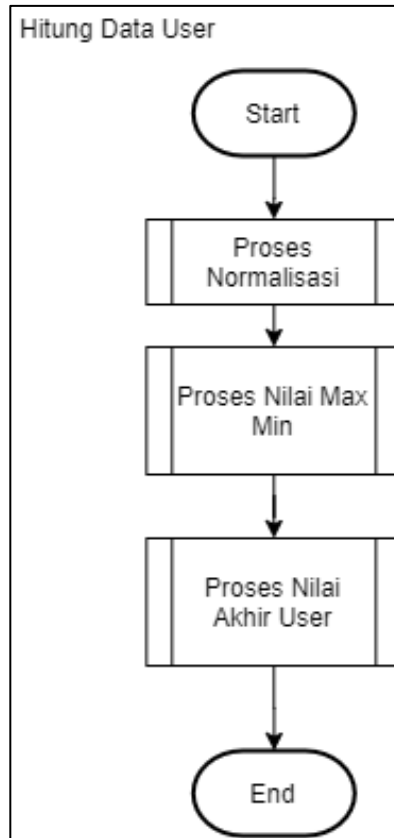 Hitung Data User
Start
Proses
Normalisasi
Proses Nilai Max
Min
Proses Nilai
Akhir User
End